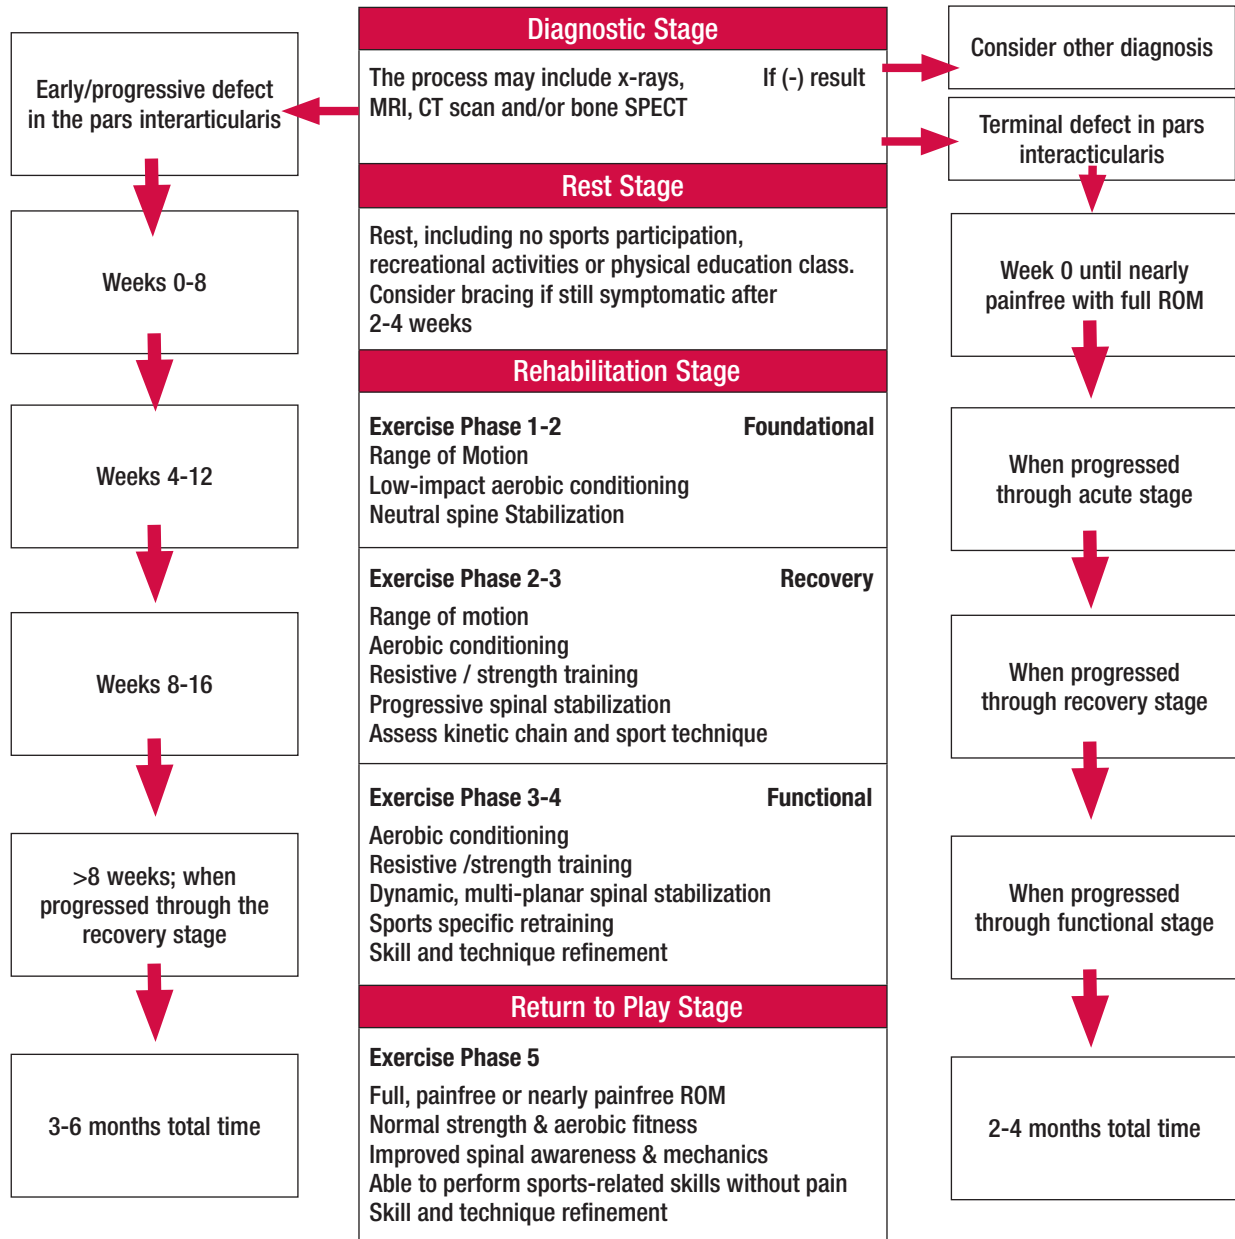 Diagnostic Stage
The process may include x-rays,
MRI, CT scan and/or bone SPECT
If (-) result
Consider other diagnosis
Early/progressive defect
in the pars interarticularis
Terminal defect in pars
interacticularis
Rest Stage
Rest, including no sports participation,
recreational activities or physical education class.
Consider bracing if still symptomatic after
2-4 weeks
Weeks 0-8
Week 0 until nearly
painfree with full ROM
Rehabilitation Stage
Exercise Phase 1-2 Foundational
Range of Motion
Low-impact aerobic conditioning
Neutral spine Stabilization
Weeks 4-12
When progressed
through acute stage
Exercise Phase 2-3 Recovery
Range of motion
Aerobic conditioning
Resistive / strength training
Progressive spinal stabilization
Assess kinetic chain and sport technique
Weeks 8-16
When progressed
through recovery stage
Exercise Phase 3-4 Functional
Aerobic conditioning
Resistive /strength training
Dynamic, multi-planar spinal stabilization
Sports specific retraining
Skill and technique refinement
>8 weeks; when
progressed through the
recovery stage
When progressed
through functional stage
Return to Play Stage
Exercise Phase 5
Full, painfree or nearly painfree ROM
Normal strength & aerobic fitness
Improved spinal awareness & mechanics
Able to perform sports-related skills without pain
Skill and technique refinement
3-6 months total time
2-4 months total time